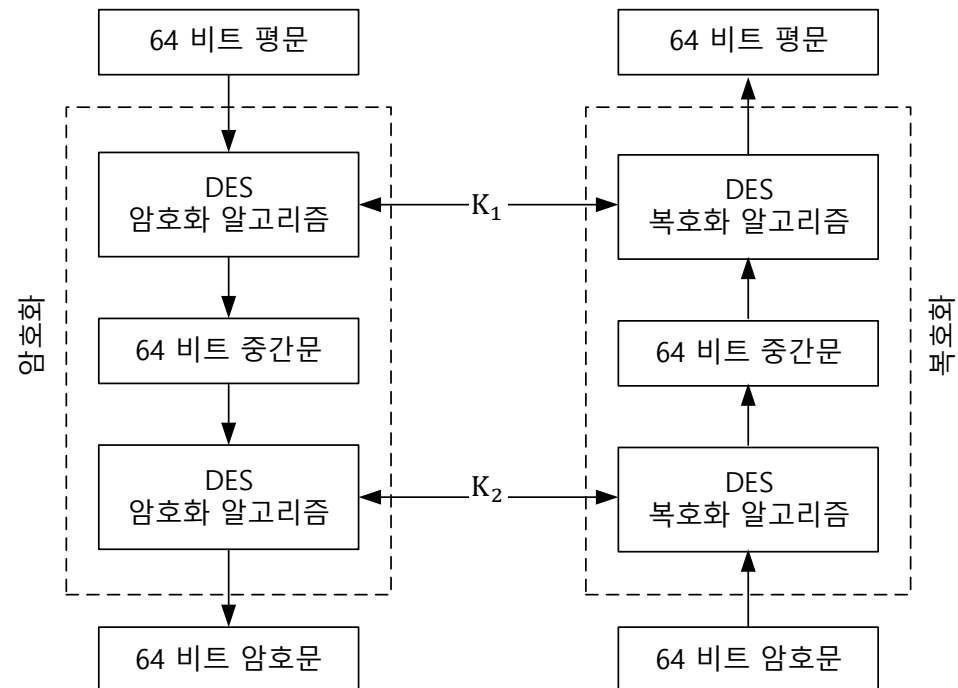 64 비트 평문
64 비트 평문
DES
암호화 알고리즘
K₁
DES
복호화 알고리즘
암호화
64 비트 중간문
64 비트 중간문
복호화
DES
암호화 알고리즘
K₂
DES
복호화 알고리즘
64 비트 암호문
64 비트 암호문